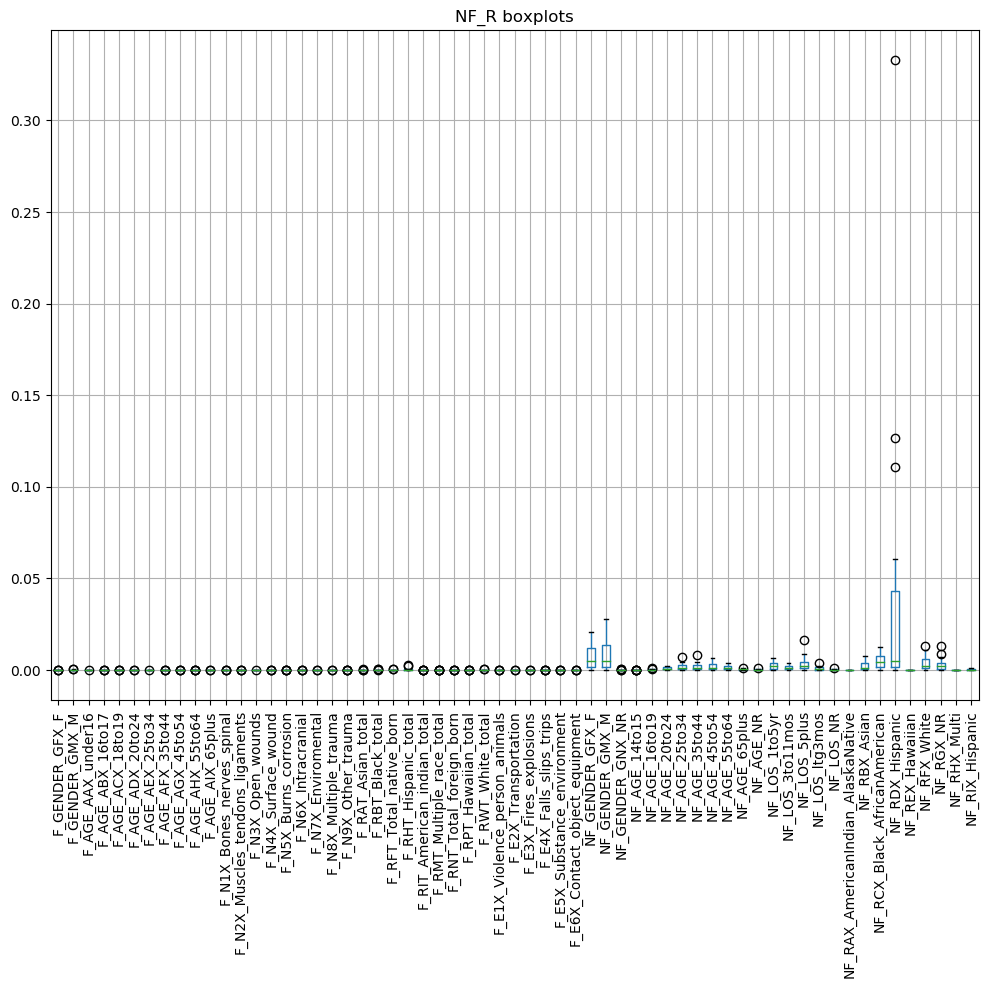 NF_R boxplots
0.30
0.25
0.20
0.15
0.10
0.05
0.00
F_GENDER_GFX_F
F_GENDER_GMX_M
F_AGE_AAX_under16
F_AGE_ABX_16to17
F_AGE_ACX_18to19
F_AGE_ADX_20to24
F_AGE_AEX_25to34
F_AGE_AFX_35to44
F_AGE_AGX_45to54
F_AGE_AHX_55to64
F_AGE_AIX_65plus
F_N1X_Bones_nerves_spinal
F_N2X_Muscles_tendons_ligaments
F_N3X_Open_wounds
F_N4X_Surface_wound
F_N5X_Burns_corrosion
F_N6X_Intracranial
F_N7X_Enviromental
F_N8X_Multiple_trauma
F_N9X_Other_trauma
F_RAT_Asian_total
F_RBT_Black_total
F_RFT_Total_native_born
F_RHT_Hispanic_total
F_RIT_American_indian_total
F_RMT_Multiple_race_total
F_RNT_Total_foreign_born
F_RPT_Hawaiian_total
F_RWT_White_total
F_E1X_Violence_person_animals
F_E2X_Transportation
F_E3X_Fires_explosions
F_E4X_Falls_slips_trips
F_E5X_Substance_environment
F_E6X_Contact_object_equipment
NF_GENDER_GFX_F
NF_GENDER_GMX_M
NF_GENDER_GNX_NR
NF_AGE_14to15
NF_AGE_16to19
NF_AGE_20to24
NF_AGE_25to34
NF_AGE_35to44
NF_AGE_45to54
NF_AGE_55to64
NF_AGE_65plus
NF_AGE_NR
NF_LOS_1to5yr
NF_LOS_3to11mos
NF_LOS_5plus
NF_LOS_ltg3mos
NF_LOS_NR
NF_RAX_AmericanIndian_AlaskaNative
NF_RBX_Asian
NF_RCX_Black_AfricanAmerican
NF_RDX_Hispanic
NF_REX_Hawaiian
NF_RFX_White
NF_RGX_NR
NF_RHX_Multi
NF_RIX_Hispanic